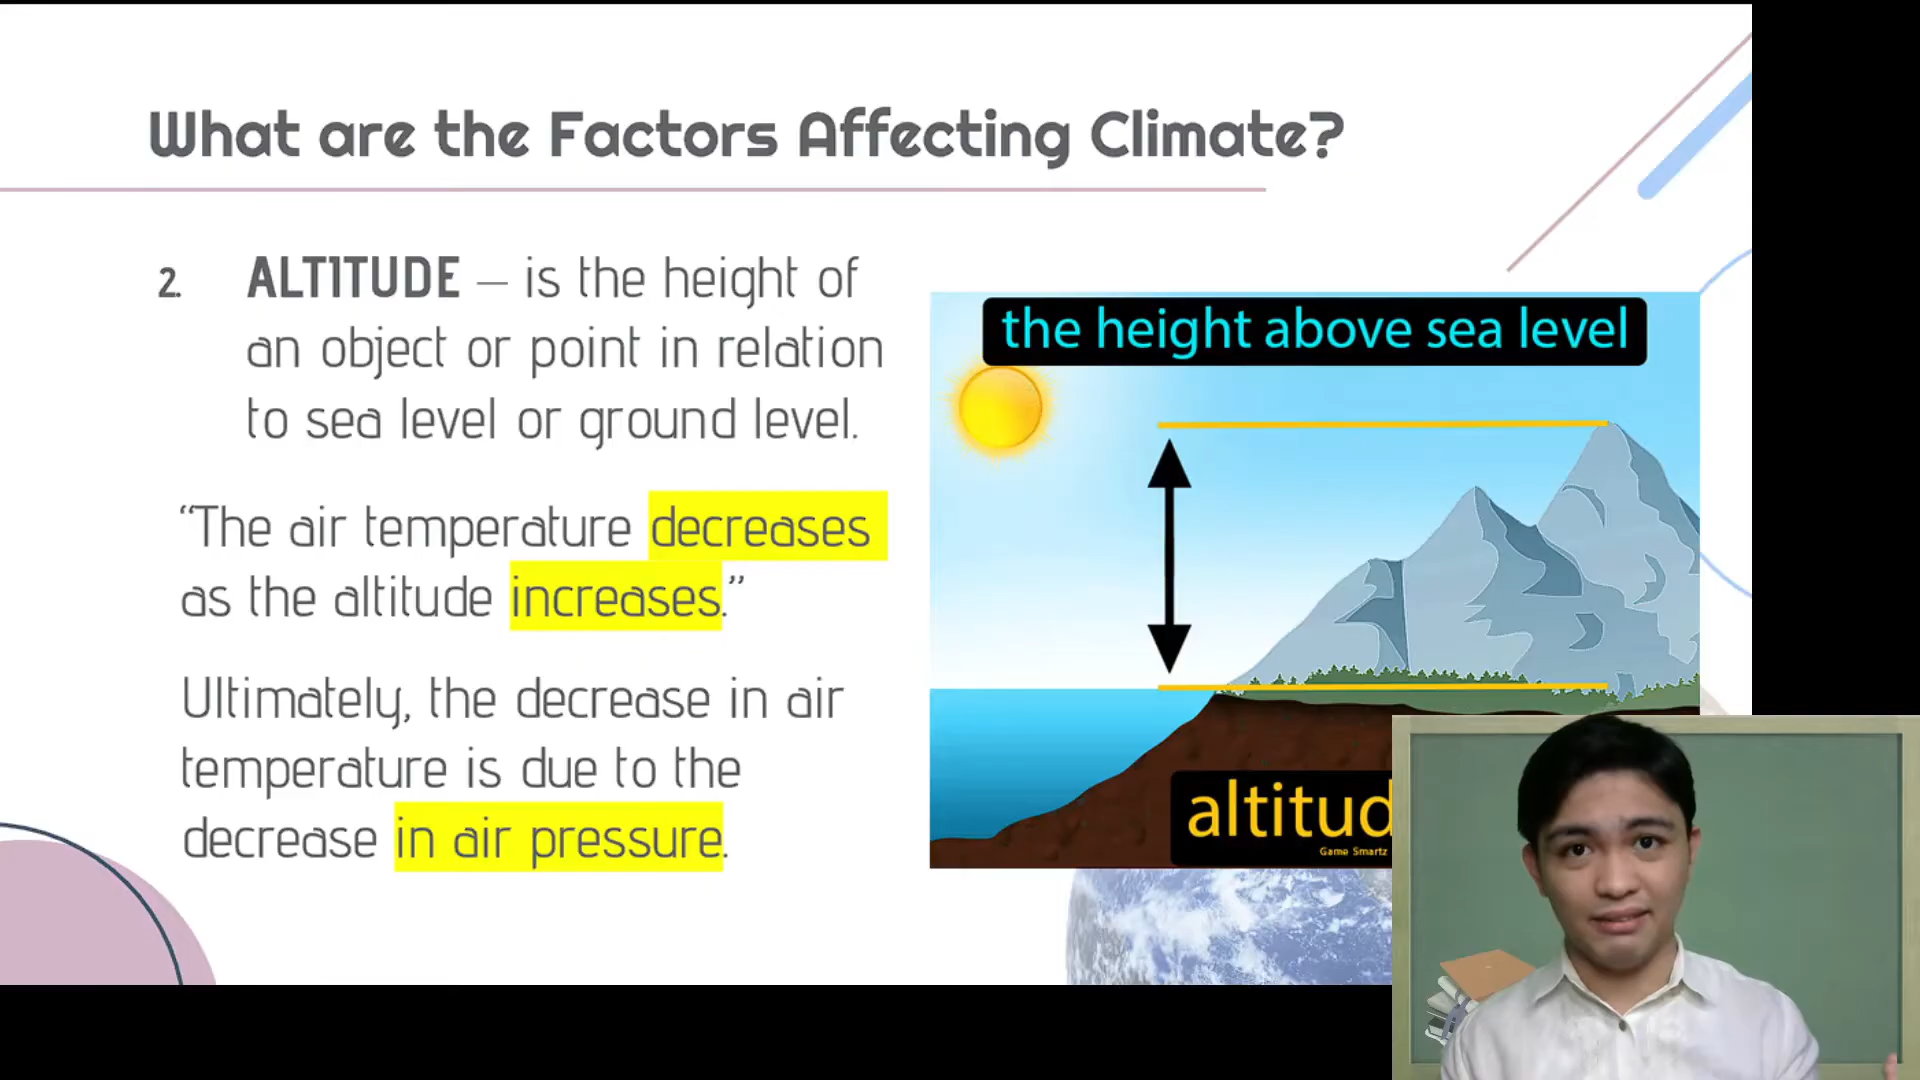 What are the Factors Affecting Climate?
2. ALTITUDE – is the height of
an object or point in relation
to sea level or ground level.
“The air temperature decreases
as the altitude increases.”
Ultimately, the decrease in air
temperature is due to the
decrease in air pressure.
the height above sea level
altitud
Game Smartz